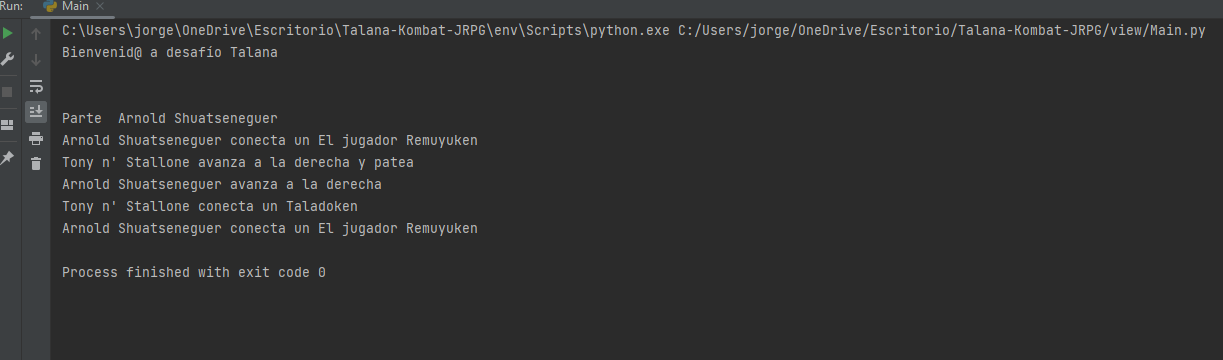 Run: Main ×
C:\Users\jorge\OneDrive\Escritorio\Talana-Kombat-JRPG\env\Scripts\python.exe C:/Users/jorge/OneDrive/Escritorio/Talana-Kombat-JRPG/view/Main.py
Bienvenid@ a desafío Talana
Parte  Arnold Shuatseneguer
Arnold Shuatseneguer conecta un El jugador Remuyuken
Tony n' Stallone avanza a la derecha y patea
Arnold Shuatseneguer avanza a la derecha
Tony n' Stallone conecta un Taladoken
Arnold Shuatseneguer conecta un El jugador Remuyuken
Process finished with exit code 0